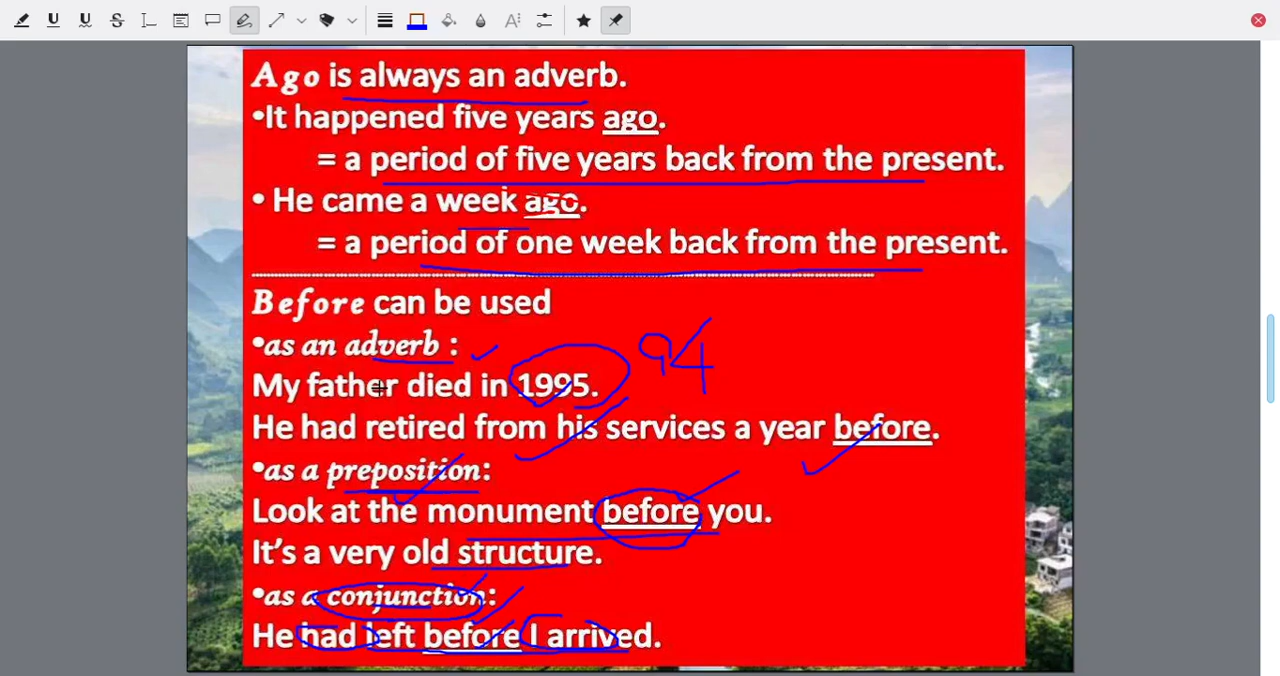 Ago is always an adverb.
•It happened five years ago.
= a period of five years back from the present.
• He came a week ago.
= a period of one week back from the present.
Before can be used
•as an adverb :
94
My father died in 1995.
He had retired from his services a year before.
•as a preposition:
Look at the monument before you.
It's a very old structure.
•as a conjunction:
He had left before I arrived.